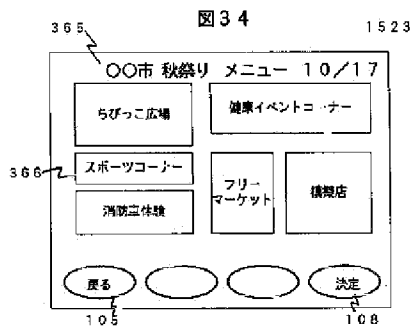 図34
365
1523
○○市 秋祭り メニュー 10／17
ちびっこ広場
健康イベントコーナー
366
スポーツコーナー
消防車体験
フリー
マーケット
模擬店
戻る
決定
105
108